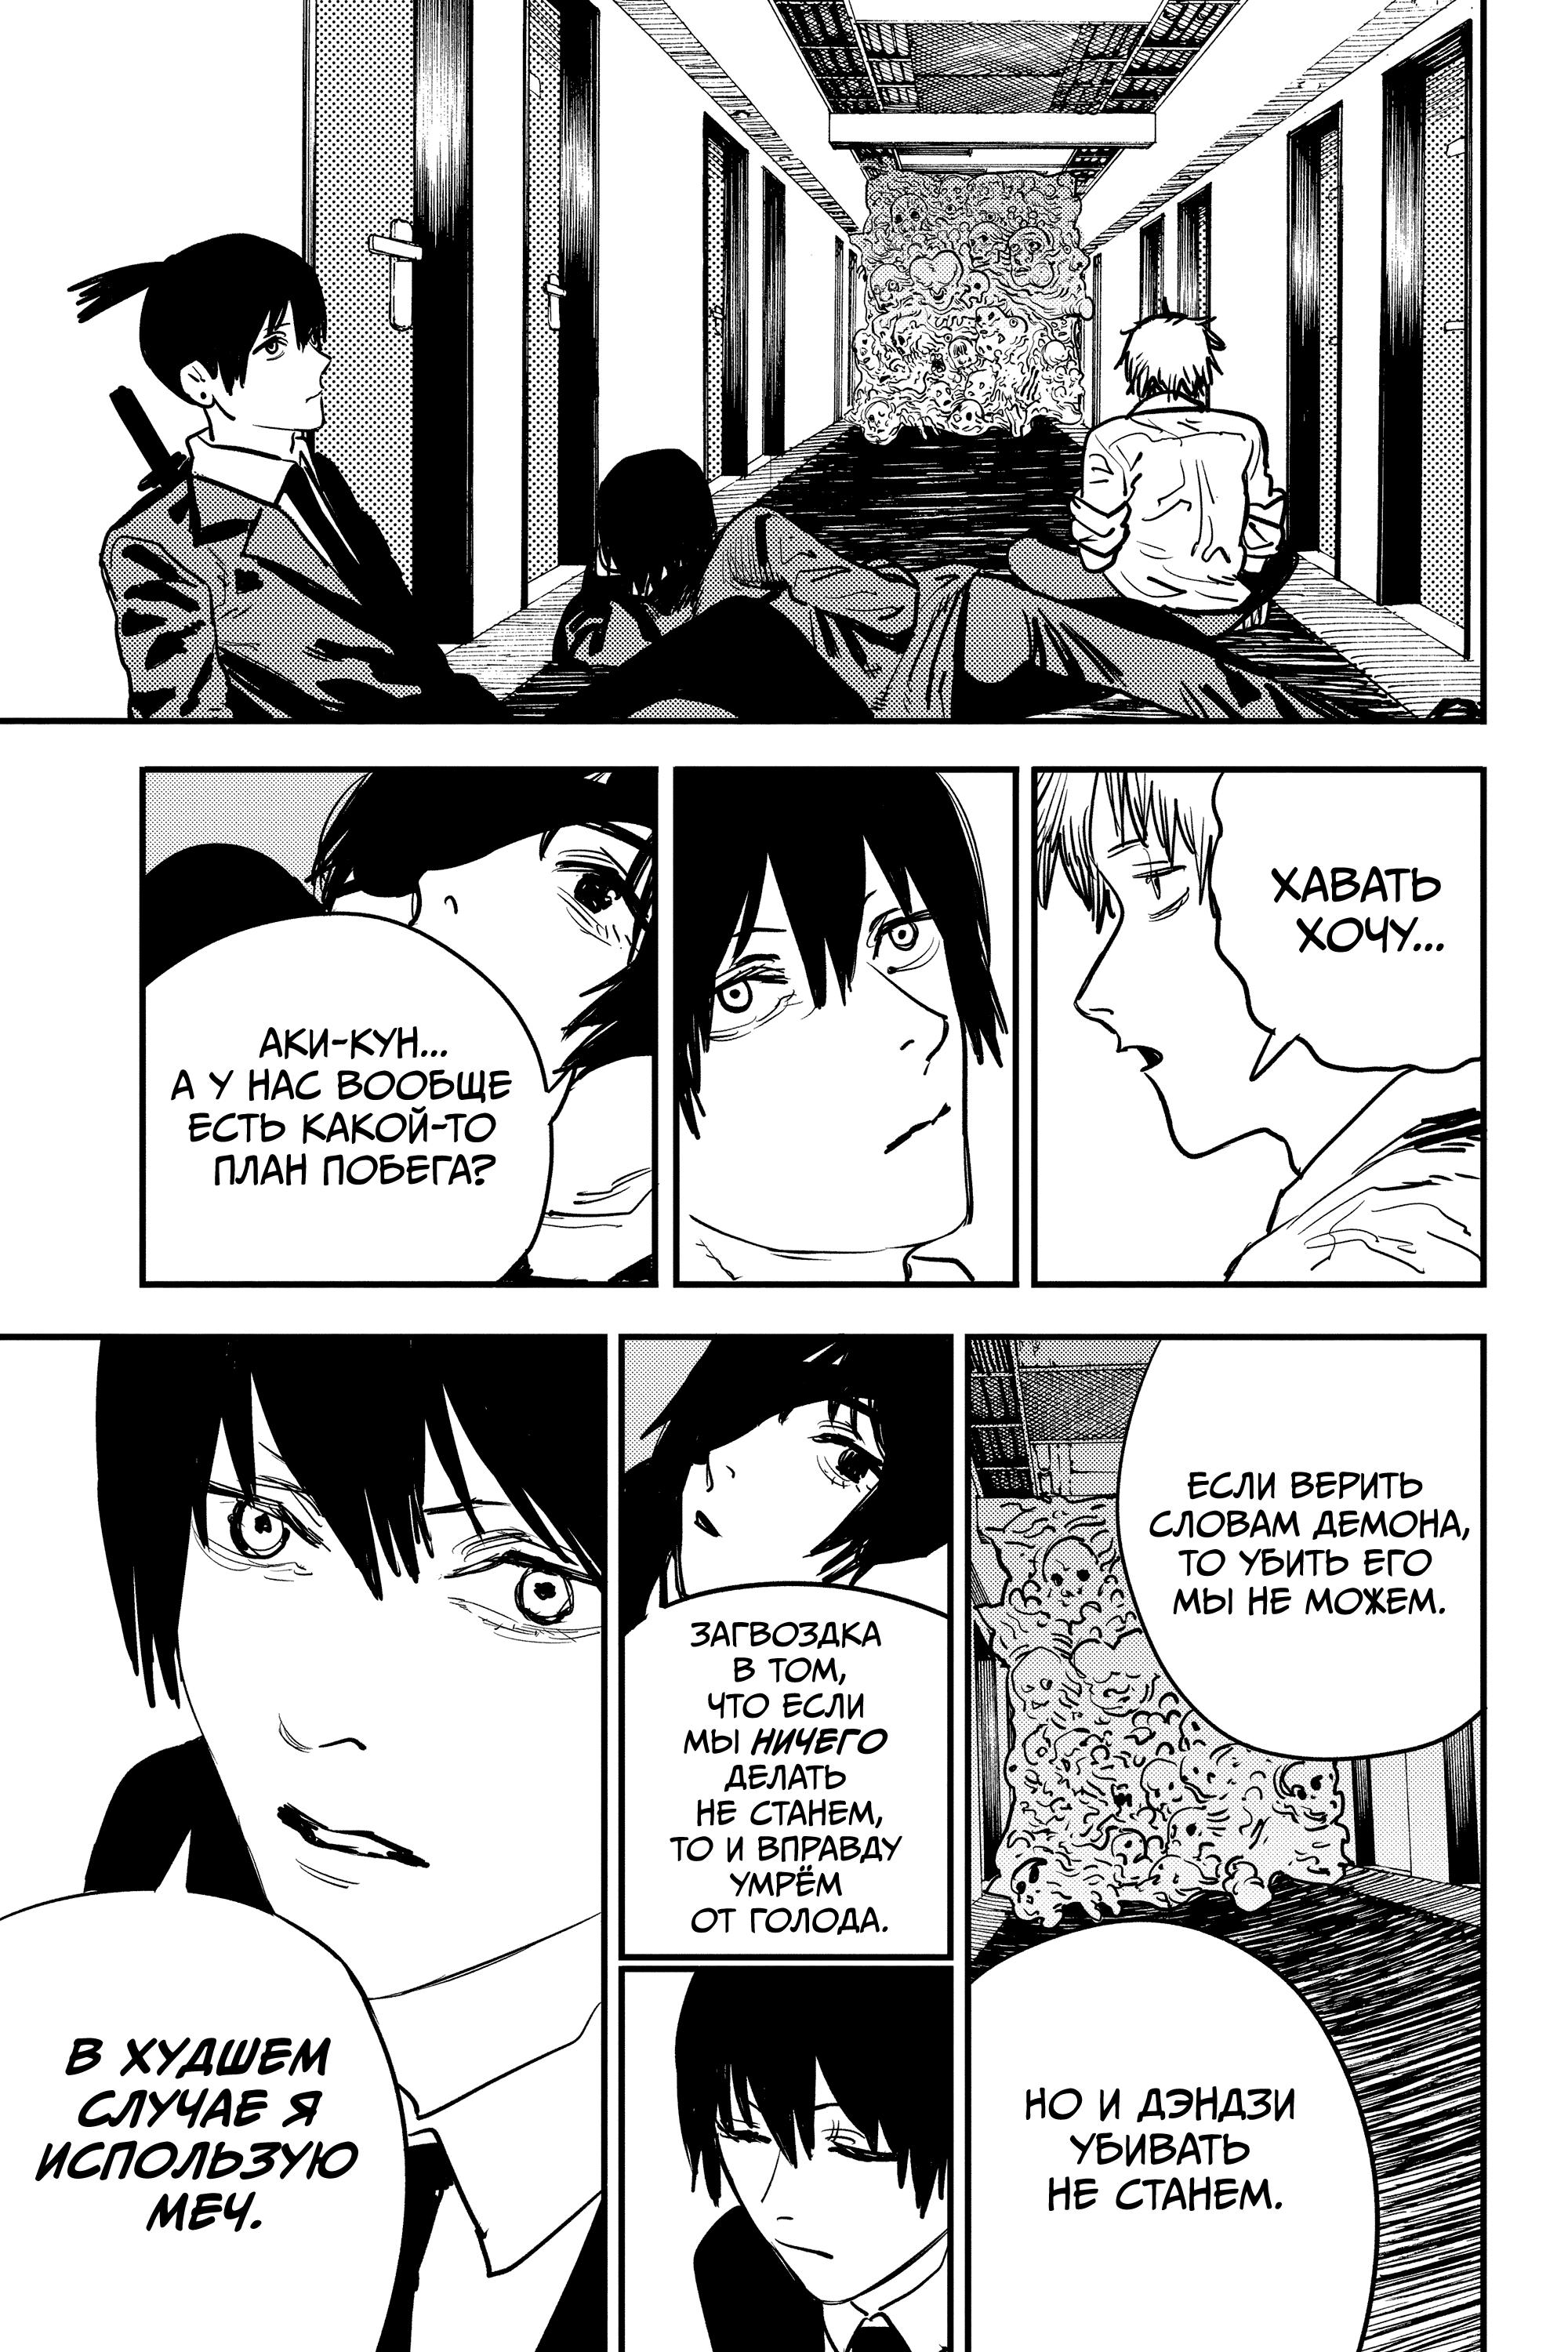 ХАВАТЬ
ХОЧУ...
АКИ-КУН...
А У НАС ВООБЩЕ
ЕСТЬ КАКОЙ-ТО
ПЛАН ПОБЕГА?
ЕСЛИ ВЕРИТЬ
СЛОВАМ ДЕМОНА,
ТО УБИТЬ ЕГО
МЫ НЕ МОЖЕМ.
НО И ДЭНДЗИ
УБИВАТЬ
НЕ СТАНЕМ.
ЗАГВОЗДКА
В ТОМ,
ЧТО ЕСЛИ
МЫ НИЧЕГО
ДЕЛАТЬ
НЕ СТАНЕМ,
ТО И ВПРАВДУ
УМРЁМ
ОТ ГОЛОДА.
В ХУДШЕМ
СЛУЧАЕ Я
ИСПОЛЬЗУЮ
МЕЧ.